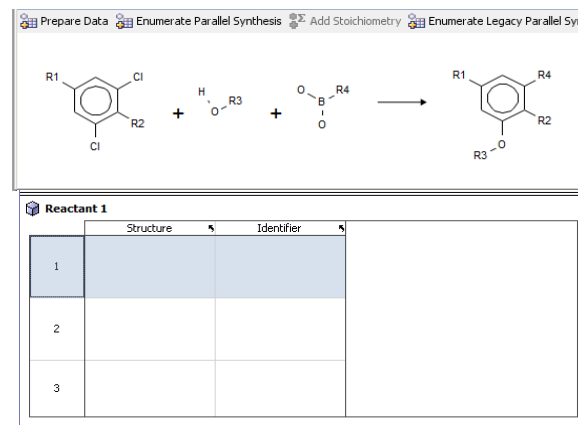 Prepare Data Enumerate Parallel Synthesis Add Stoichiometry Enumerate Legacy Parallel Sy
R1 Cl R2 Cl + H O R3 + O B R4 O R1 R4 R2 O R3
Reactant 1
Structure Identifier
1
2
3